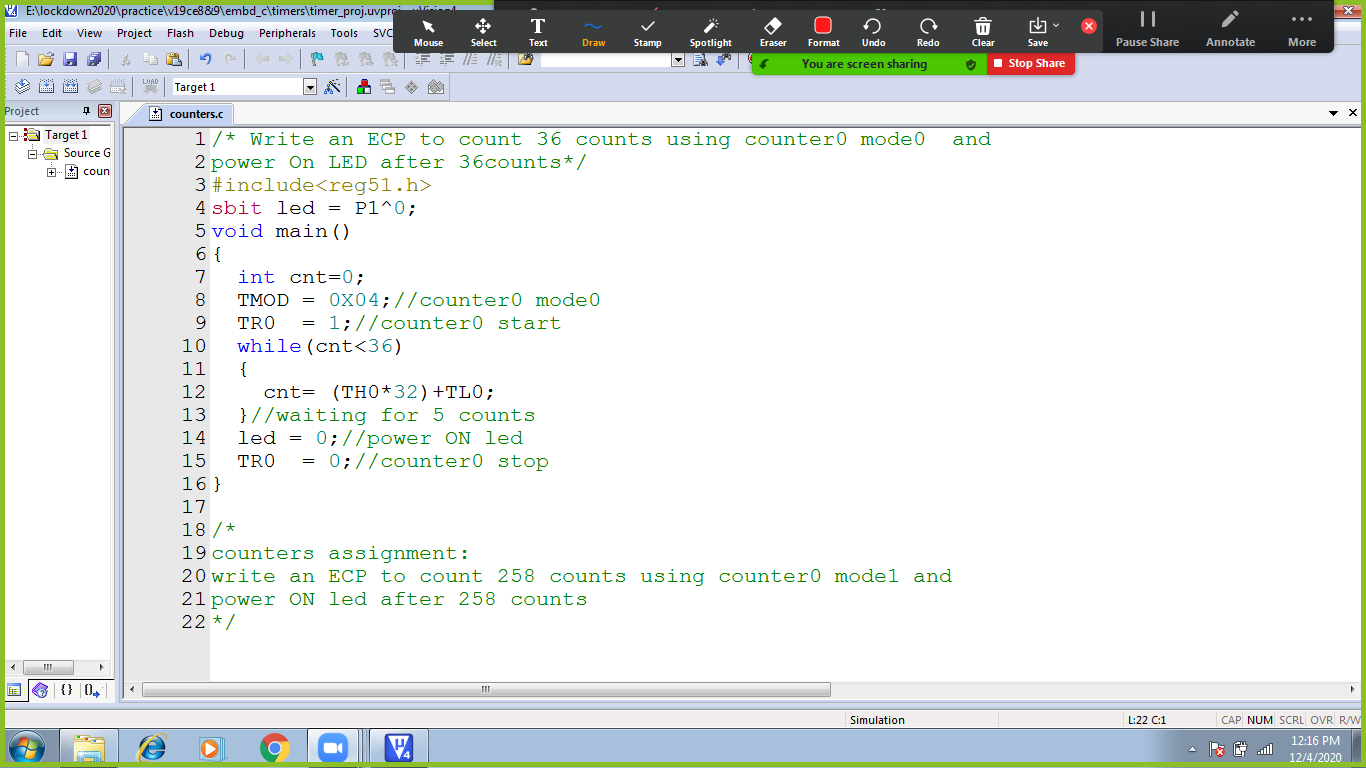 E:\lockdown2020\practice\v19ce8&9\embd_c\timers\timer_proj.uvproj
File Edit View Project Flash Debug Peripherals Tools SVC
Mouse Select Text Draw Stamp Spotlight Eraser Format Undo Redo Clear Save
Pause Share Annotate More
You are screen sharing Stop Share
LOAD Target 1
Project
counters.c
Target 1
Source G
coun
1 /* Write an ECP to count 36 counts using counter0 mode0  and
2 power On LED after 36counts*/
3 #include<reg51.h>
4 sbit led = P1^0;
5 void main()
6 {
7   int cnt=0;
8   TMOD = 0X04;//counter0 mode0
9   TR0  = 1;//counter0 start
10   while(cnt<36)
11   {
12     cnt= (TH0*32)+TL0;
13   }//waiting for 5 counts
14   led = 0;//power ON led
15   TR0  = 0;//counter0 stop
16 }
17
18 /*
19 counters assignment:
20 write an ECP to count 258 counts using counter0 mode1 and
21 power ON led after 258 counts
22 */
{} 0→
Simulation L:22 C:1 CAP NUM SCRL OVR R/W
12:16 PM
12/4/2020